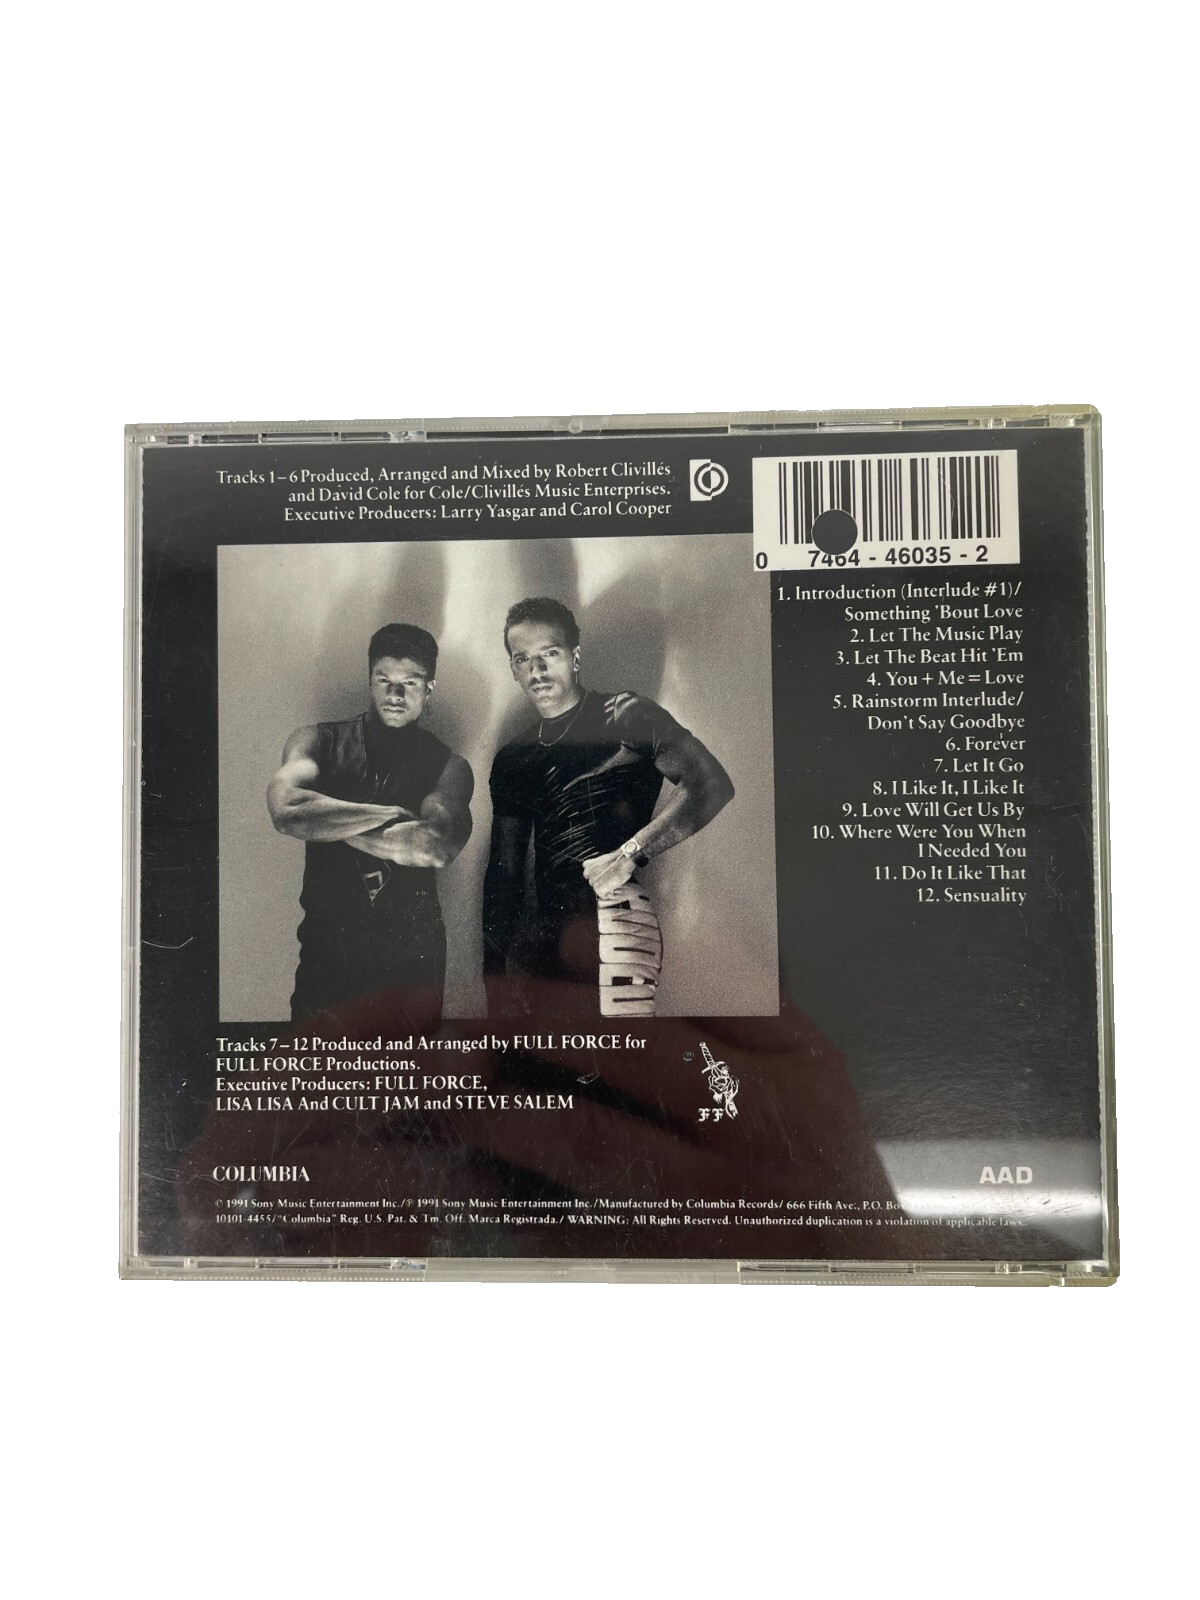 Tracks 1–6 Produced, Arranged and Mixed by Robert Clivillés
and David Cole for Cole/Clivillés Music Enterprises.
Executive Producers: Larry Yasgar and Carol Cooper
0 7464 - 46035 - 2
1. Introduction (Interlude #1)/
Something 'Bout Love
2. Let The Music Play
3. Let The Beat Hit 'Em
4. You + Me = Love
5. Rainstorm Interlude/
Don't Say Goodbye
6. Forever
7. Let It Go
8. I Like It, I Like It
9. Love Will Get Us By
10. Where Were You When
I Needed You
11. Do It Like That
12. Sensuality
Tracks 7–12 Produced and Arranged by FULL FORCE for
FULL FORCE Productions.
Executive Producers: FULL FORCE,
LISA LISA And CULT JAM and STEVE SALEM
FF
COLUMBIA
AAD
© 1991 Sony Music Entertainment Inc./℗ 1991 Sony Music Entertainment Inc./Manufactured by Columbia Records/ 666 Fifth Ave., P.O.
10101-4455/"Columbia" Reg. U.S. Pat. & Tm. Off. Marca Registrada./ WARNING: All Rights Reserved. Unauthorized duplication is a violation of applicable laws.